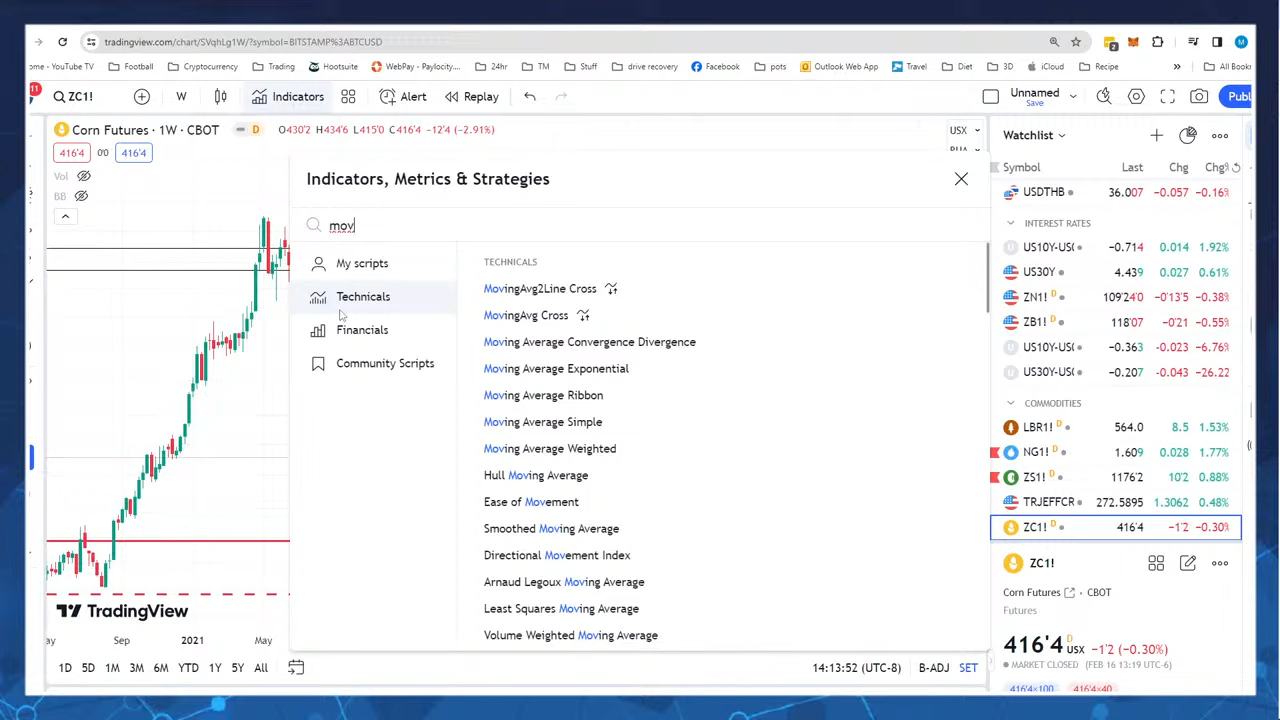 tradingview.com/chart/SVqhLg1W/?symbol=BITSTAMP%3ABTCUSD
2
M
ome - YouTube TV Football Cryptocurrency Trading Hootsuite WebPay - Paylocity... 24hr TM Stuff drive recovery Facebook pots Outlook Web App Travel Diet 3D iCloud Recipe » All Bookr
11
ZC1! W Indicators Alert Replay Unnamed Save Publ
Corn Futures · 1W · CBOT D O430'2 H434'6 L415'0 C416'4 −12'4 (−2.91%) USX
416'4 0'0 416'4
Vol
BB
Indicators, Metrics & Strategies
mov
My scripts
Technicals
Financials
Community Scripts
TECHNICALS
MovingAvg2Line Cross
MovingAvg Cross
Moving Average Convergence Divergence
Moving Average Exponential
Moving Average Ribbon
Moving Average Simple
Moving Average Weighted
Hull Moving Average
Ease of Movement
Smoothed Moving Average
Directional Movement Index
Arnaud Legoux Moving Average
Least Squares Moving Average
Volume Weighted Moving Average
TradingView
ay Sep 2021 May
1D 5D 1M 3M 6M YTD 1Y 5Y All 14:13:52 (UTC-8) B-ADJ SET
Watchlist
Symbol Last Chg Chg%
USDTHB 36.007 −0.057 −0.16%
INTEREST RATES
US10Y-US( −0.714 0.014 1.92%
US30Y 4.439 0.027 0.61%
ZN1! D 109'24'0 −0'13'5 −0.38%
ZB1! D 118'07 −0'21 −0.55%
US10Y-US( −0.363 −0.023 −6.76%
US30Y-US( −0.207 −0.043 −26.22
COMMODITIES
LBR1! D 564.0 8.5 1.53%
NG1! D 1.609 0.028 1.77%
ZS1! D 1176'2 10'2 0.88%
TRJEFFCR 272.5895 1.3062 0.48%
ZC1! D 416'4 −1'2 −0.30%
ZC1!
Corn Futures · CBOT
Futures
416'4 D USX −1'2 (−0.30%)
MARKET CLOSED (FEB 16 13:19 UTC-6)
416'4×100 416'4×40